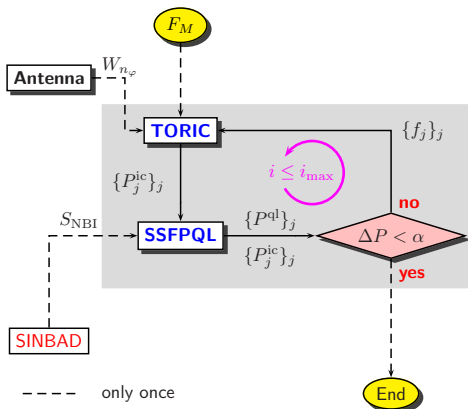 F_M
W_{n_φ}
Antenna
TORIC
{f_j}_j
{P_j^{ic}}_j
i ≤ i_max
no
S_NBI
{P^{ql}}_j
SSFPQL
ΔP < α
{P_j^{ic}}_j
yes
SINBAD
End
only once